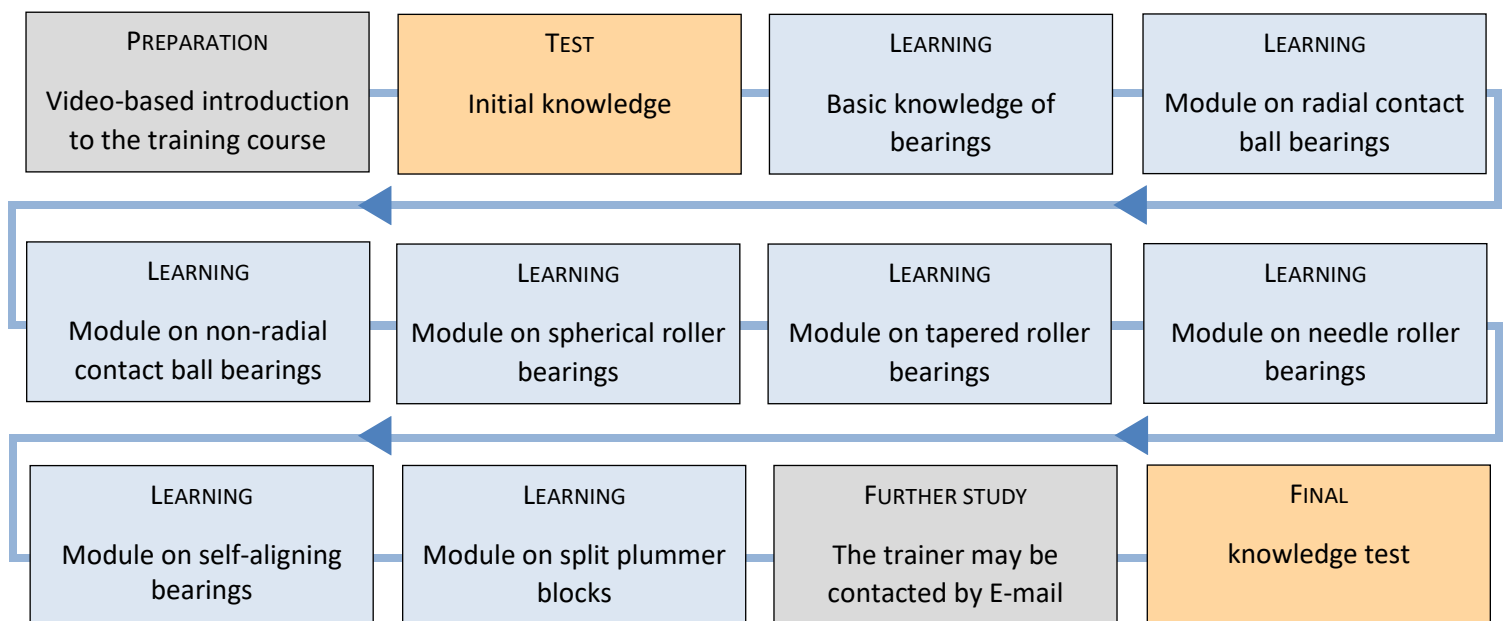 PREPARATION
Video-based introduction
to the training course
TEST
Initial knowledge
LEARNING
Basic knowledge of
bearings
LEARNING
Module on radial contact
ball bearings
LEARNING
Module on non-radial
contact ball bearings
LEARNING
Module on spherical roller
bearings
LEARNING
Module on tapered roller
bearings
LEARNING
Module on needle roller
bearings
LEARNING
Module on self-aligning
bearings
LEARNING
Module on split plummer
blocks
FURTHER STUDY
The trainer may be
contacted by E-mail
FINAL
knowledge test